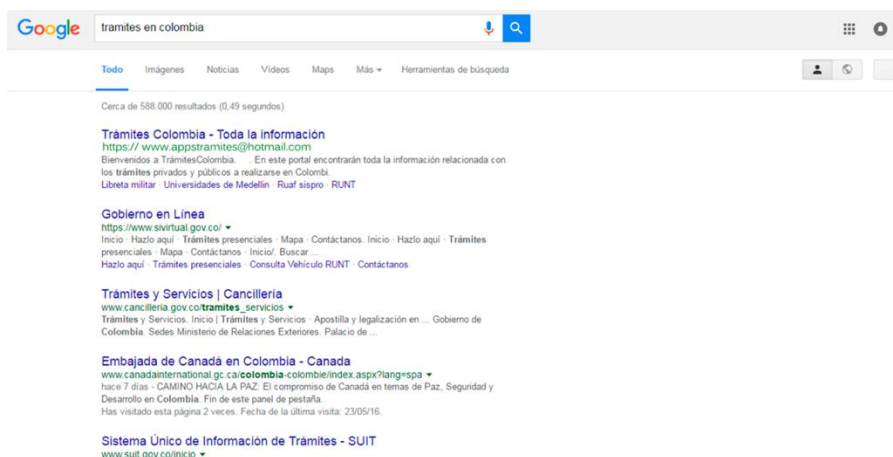 Google tramites en colombia
Todo Imágenes Noticias Vídeos Maps Más Herramientas de búsqueda
Cerca de 588.000 resultados (0,49 segundos)
Trámites Colombia - Toda la información
https:// www.appstramites@hotmail.com
Bienvenidos a TrámitesColombia. . En este portal encontrarán toda la información relacionada con
los trámites privados y públicos a realizarse en Colombi.
Libreta militar · Universidades de Medellin · Ruaf sispro · RUNT
Gobierno en Línea
https://www.sivirtual.gov.co/
Inicio · Hazlo aquí · Trámites presenciales · Mapa · Contáctanos. Inicio · Hazlo aquí · Trámites
presenciales · Mapa · Contáctanos · Inicio/. Buscar ...
Hazlo aquí · Trámites presenciales · Consulta Vehículo RUNT · Contáctanos
Trámites y Servicios | Cancillería
www.cancilleria.gov.co/tramites_servicios
Trámites y Servicios. Inicio | Trámites y Servicios · Apostilla y legalización en ... Gobierno de
Colombia. Sedes Ministerio de Relaciones Exteriores. Palacio de ...
Embajada de Canadá en Colombia - Canada
www.canadainternational.gc.ca/colombia-colombie/index.aspx?lang=spa
hace 7 días - CAMINO HACIA LA PAZ: El compromiso de Canadá en temas de Paz, Seguridad y
Desarrollo en Colombia. Fin de este panel de pestaña.
Has visitado esta página 2 veces. Fecha de la última visita: 23/05/16.
Sistema Único de Información de Trámites - SUIT
www.suit.gov.co/inicio